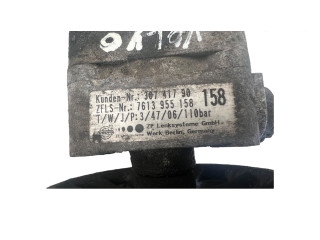 VOLVO
Kunden-Nr.: 307 417 90
ZFLS-Nr.: 7613 955 158 158
T/W/J/P: 3/47/06/110bar
ZF Lenksysteme GmbH
Werk Berlin, Germany